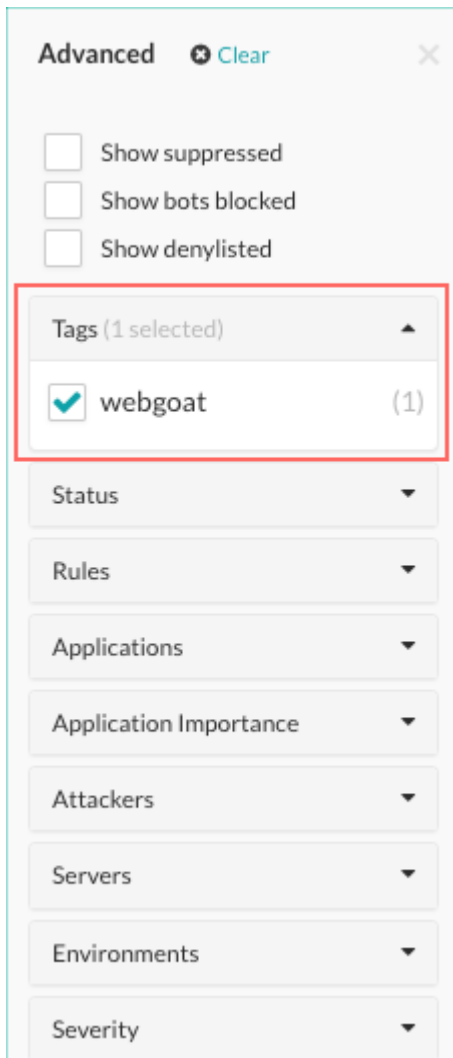 Advanced Clear
Show suppressed
Show bots blocked
Show denylisted
Tags (1 selected)
webgoat (1)
Status
Rules
Applications
Application Importance
Attackers
Servers
Environments
Severity